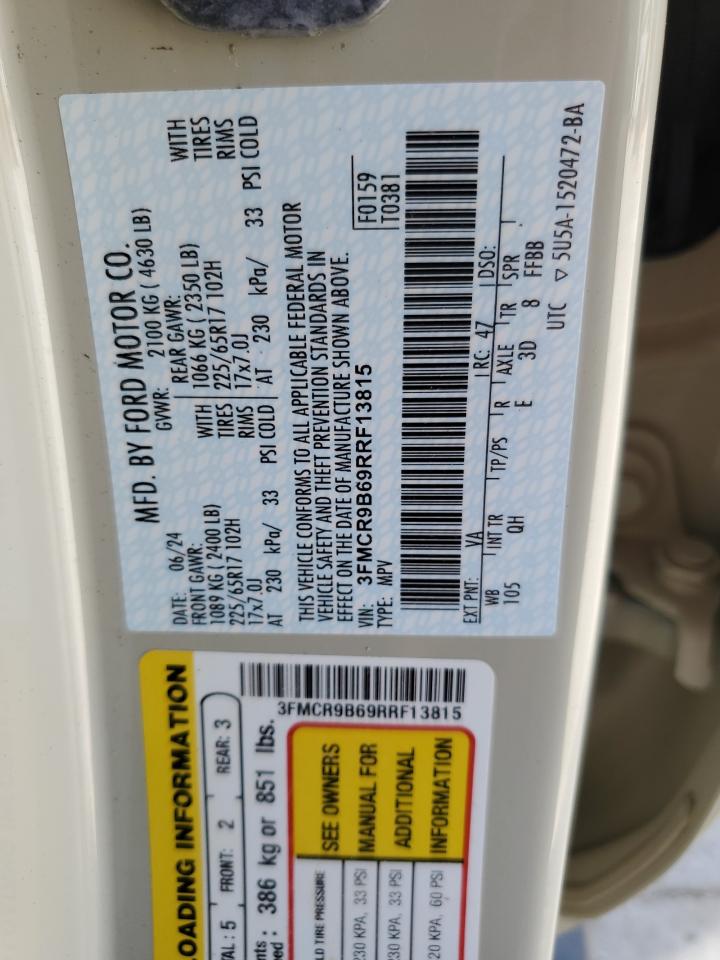 MFD. BY FORD MOTOR CO.
DATE: 06/24 GVWR: 2100 KG ( 4630 LB)
FRONT GAWR: REAR GAWR:
1089 KG ( 2400 LB) WITH 1066 KG ( 2350 LB) WITH
225/65R17 102H TIRES 225/65R17 102H TIRES
17x7.0J RIMS 17x7.0J RIMS
AT 230 kPa/ 33 PSI COLD AT 230 kPa/ 33 PSI COLD
THIS VEHICLE CONFORMS TO ALL APPLICABLE FEDERAL MOTOR
VEHICLE SAFETY AND THEFT PREVENTION STANDARDS IN
EFFECT ON THE DATE OF MANUFACTURE SHOWN ABOVE.
VIN: 3FMCR9B69RRF13815 F0159
TYPE: MPV T0381
EXT PNT: VA RC: 47 DSO:
WB INT TR TP/PS R AXLE TR SPR
105 QH E 3D 8 FFBB
UTC ▽ 5U5A-1520472-BA
LOADING INFORMATION
TAL : 5 FRONT: 2 REAR: 3
386 kg or 851 lbs.
3FMCR9B69RRF13815
LD TIRE PRESSURE
230 KPA, 33 PSI
230 KPA, 33 PSI
20 KPA, 60 PSI
SEE OWNERS
MANUAL FOR
ADDITIONAL
INFORMATION